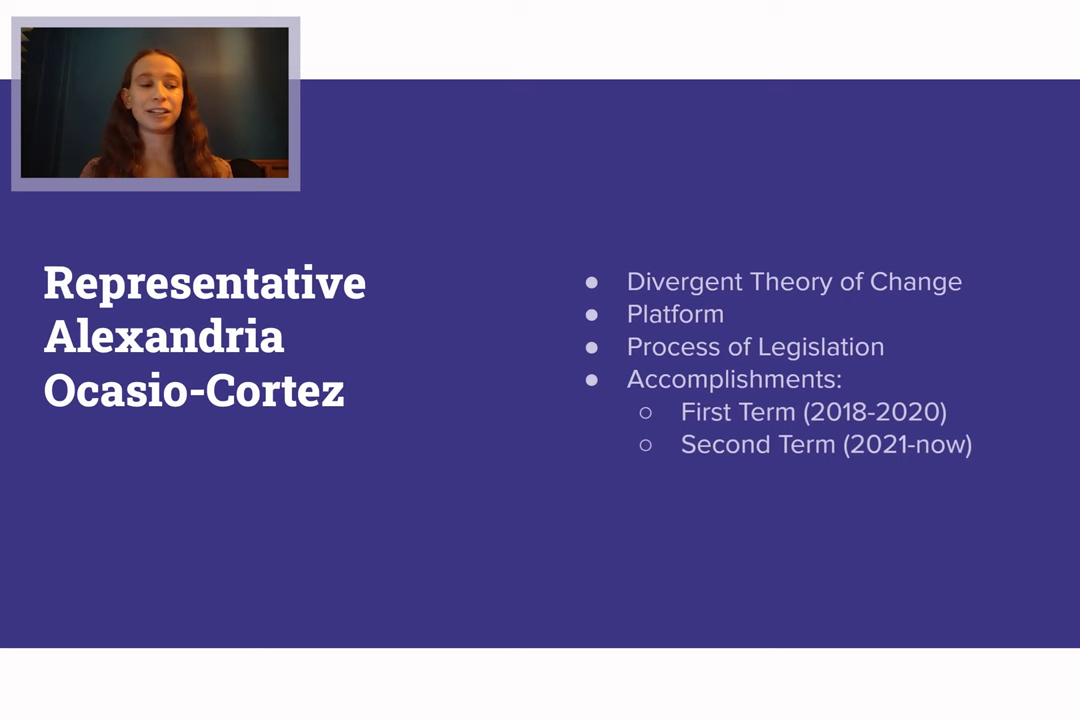 Representative
Alexandria
Ocasio-Cortez
● Divergent Theory of Change
● Platform
● Process of Legislation
● Accomplishments:
○ First Term (2018-2020)
○ Second Term (2021-now)